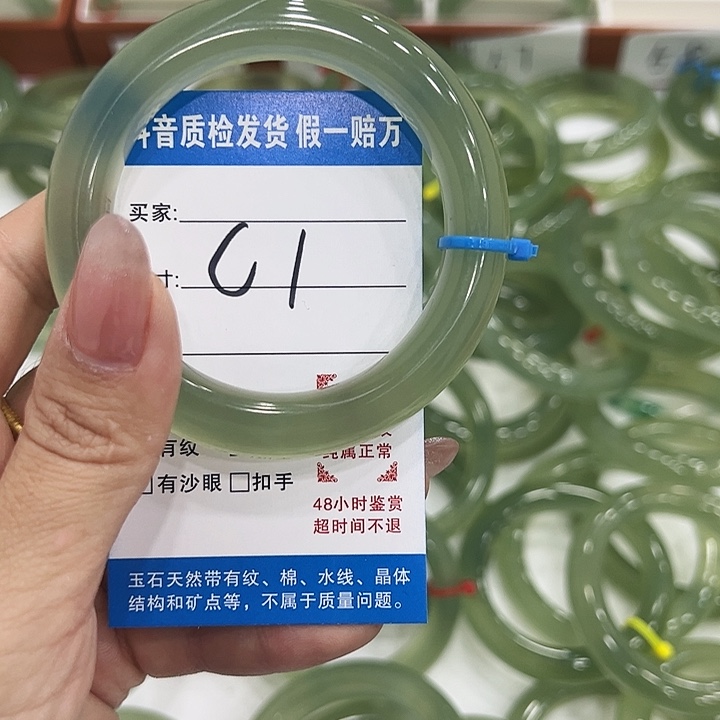 抖音质检发货 假一赔万
买家:
寸:
61
有纹
纯属正常
□有沙眼 □扣手
48小时鉴赏
超时间不退
玉石天然带有纹、棉、水线、晶体
结构和矿点等，不属于质量问题。